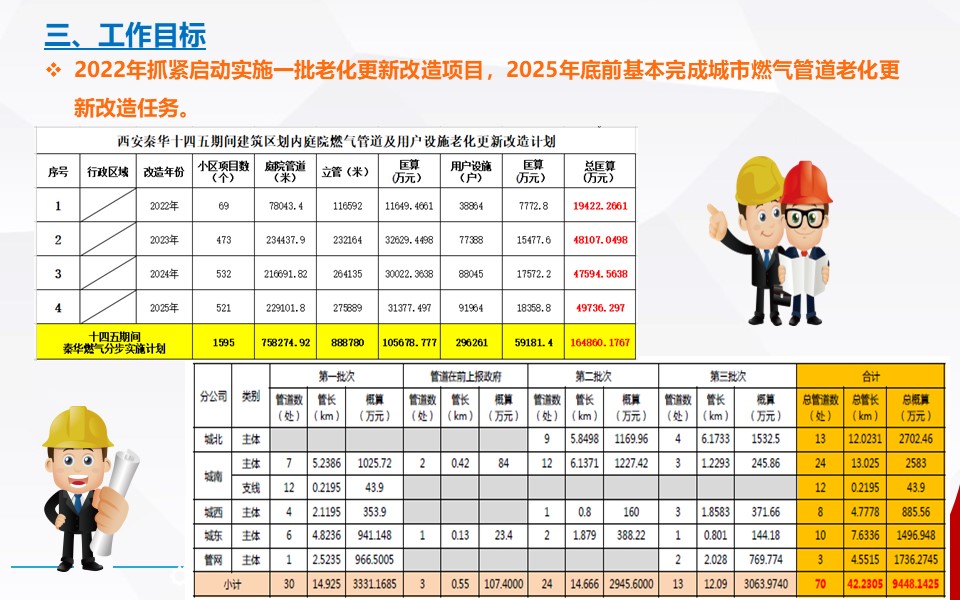 三、工作目标
❖ 2022年抓紧启动实施一批老化更新改造项目，2025年底前基本完成城市燃气管道老化更
新改造任务。
西安秦华十四五期间建筑区划内庭院燃气管道及用户设施老化更新改造计划
序号 行政区域 改造年份 小区项目数（个） 庭院管道（米） 立管（米） 匡算（万元） 用户设施（户） 匡算（万元） 总匡算（万元）
1 2022年 69 78043.4 116592 11649.4661 38864 7772.8 19422.2661
2 2023年 473 234437.9 232164 32629.4498 77388 15477.6 48107.0498
3 2024年 532 216691.82 264135 30022.3638 88045 17572.2 47594.5638
4 2025年 521 229101.8 275889 31377.497 91964 18358.8 49736.297
十四五期间
秦华燃气分步实施计划 1595 758274.92 888780 105678.777 296261 59181.4 164860.1767
分公司 类别 第一批次 管道在前上报政府 第二批次 第三批次 合计
管道数（处） 管长（km） 概算（万元） 管道数（处） 管长（km） 概算（万元） 管道数（处） 管长（km） 概算（万元） 管道数（处） 管长（km） 概算（万元） 总管道数（处） 总管长（km） 总概算（万元）
城北 主体 9 5.8498 1169.96 4 6.1733 1532.5 13 12.0231 2702.46
城南 主体 7 5.2386 1025.72 2 0.42 84 12 6.1371 1227.42 3 1.2293 245.86 24 13.025 2583
支线 12 0.2195 43.9 12 0.2195 43.9
城西 主体 4 2.1195 353.9 1 0.8 160 3 1.8583 371.66 8 4.7778 885.56
城东 主体 6 4.8236 941.148 1 0.13 23.4 2 1.879 388.22 1 0.801 144.18 10 7.6336 1496.948
管网 主体 1 2.5235 966.5005 2 2.028 769.774 3 4.5515 1736.2745
小计 30 14.925 3331.1685 3 0.55 107.4000 24 14.666 2945.6000 13 12.09 3063.9740 70 42.2305 9448.1425